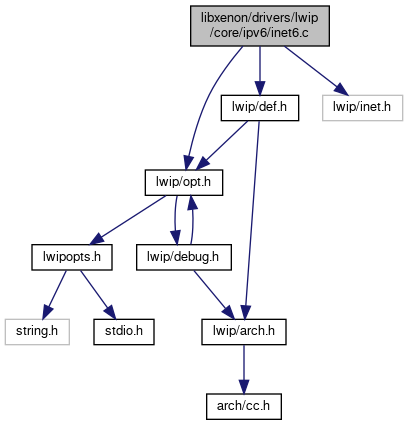 libxenon/drivers/lwip
/core/ipv6/inet6.c
lwip/def.h
lwip/inet.h
lwip/opt.h
lwipopts.h
lwip/debug.h
string.h
stdio.h
lwip/arch.h
arch/cc.h